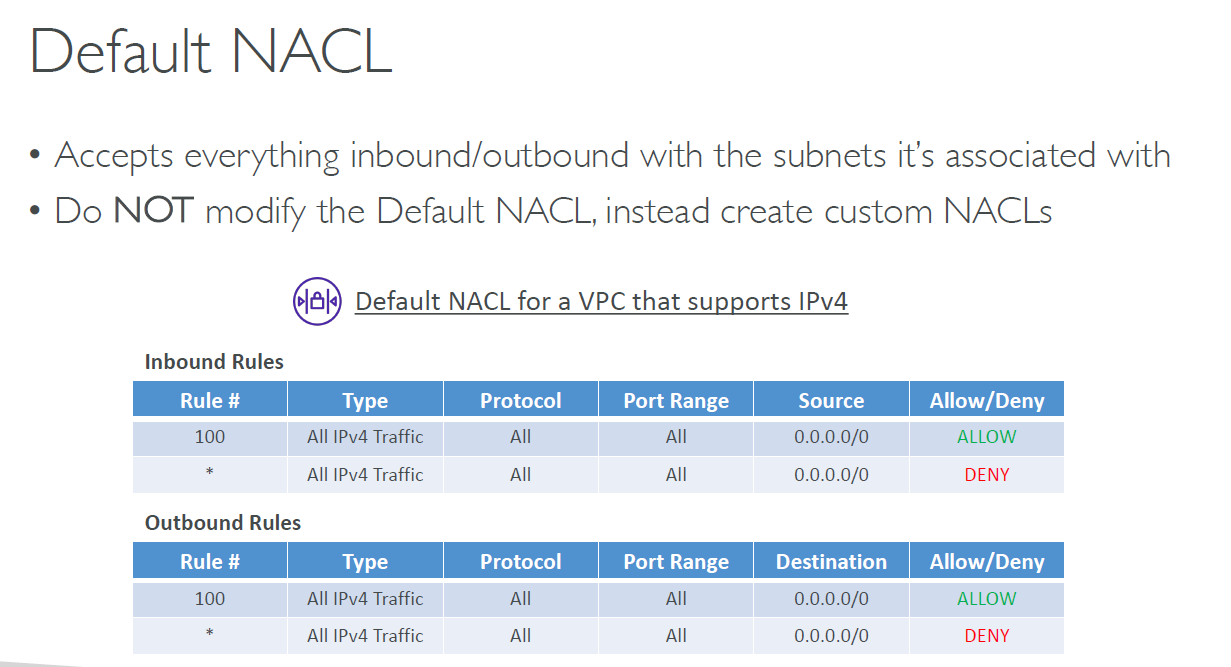 Default NACL
• Accepts everything inbound/outbound with the subnets it's associated with
• Do NOT modify the Default NACL, instead create custom NACLs
Default NACL for a VPC that supports IPv4
Inbound Rules
Rule # Type Protocol Port Range Source Allow/Deny
100 All IPv4 Traffic All All 0.0.0.0/0 ALLOW
* All IPv4 Traffic All All 0.0.0.0/0 DENY
Outbound Rules
Rule # Type Protocol Port Range Destination Allow/Deny
100 All IPv4 Traffic All All 0.0.0.0/0 ALLOW
* All IPv4 Traffic All All 0.0.0.0/0 DENY